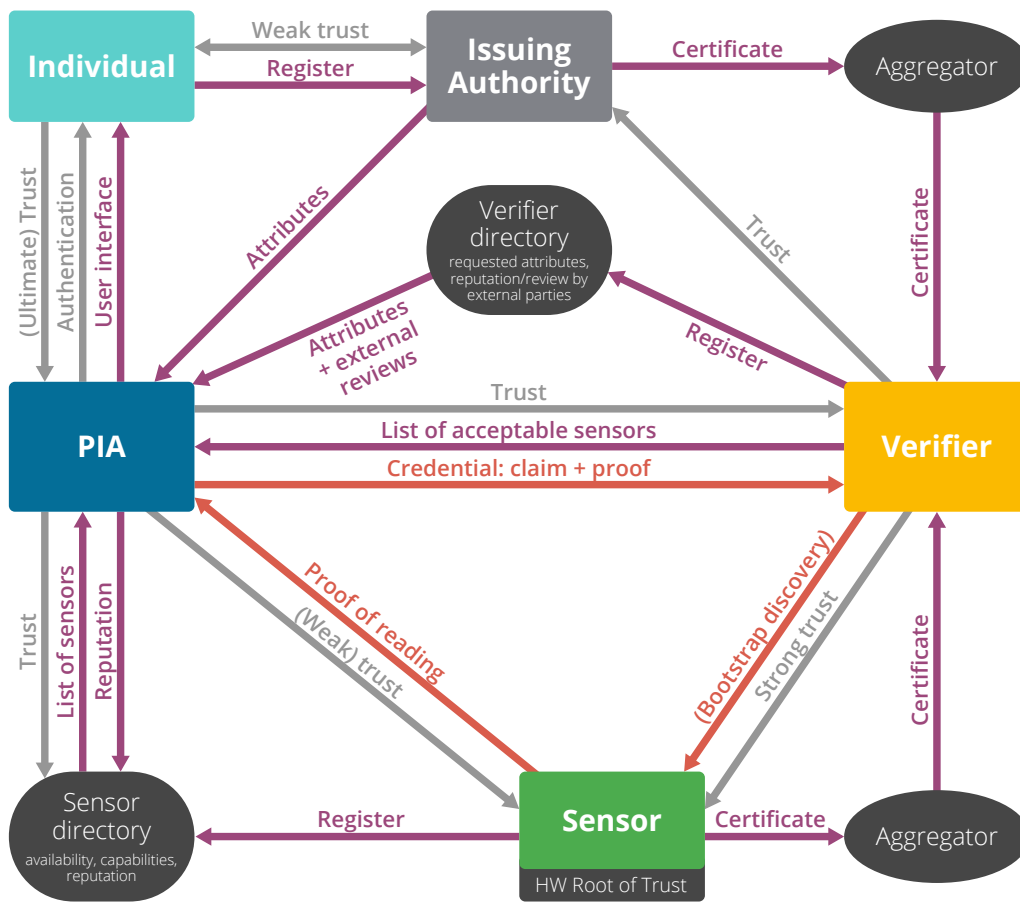 Individual
Weak trust
Register
Issuing
Authority
Certificate
Aggregator
(Ultimate) Trust
Authentication
User interface
Attributes
Verifier
directory
requested attributes,
reputation/review by
external parties
Trust
Certificate
Register
Attributes
+ external
reviews
PIA
Trust
List of acceptable sensors
Credential: claim + proof
Verifier
Trust
List of sensors
Reputation
Proof of reading
(Weak) trust
(Bootstrap discovery)
Strong trust
Certificate
Sensor
directory
availability, capabilities,
reputation
Register
Sensor
HW Root of Trust
Certificate
Aggregator